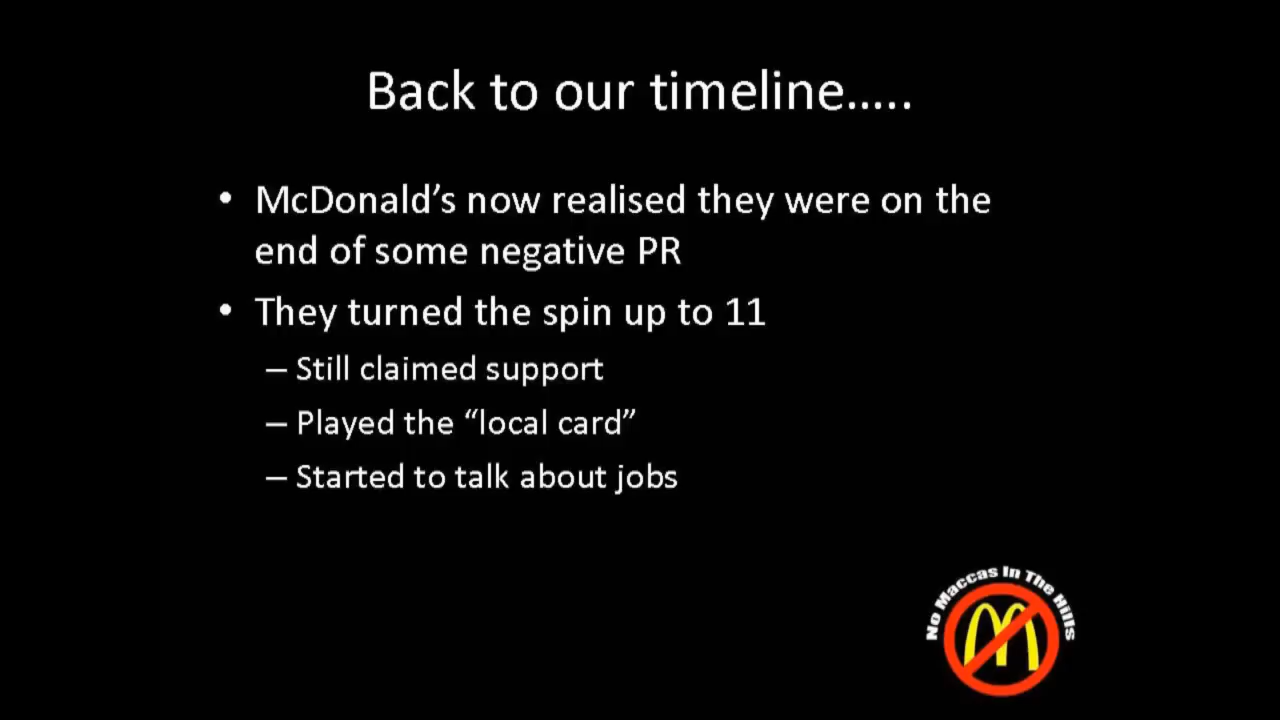 Back to our timeline.....
• McDonald’s now realised they were on the
end of some negative PR
• They turned the spin up to 11
– Still claimed support
– Played the “local card”
– Started to talk about jobs
No Maccas In The Hills